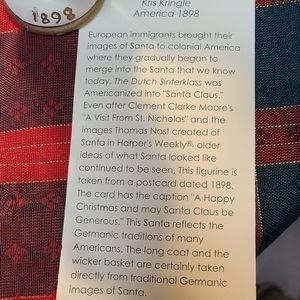 1898
Kris Kringle
America 1898
European immigrants brought their
images of Santa to colonial America
where they gradually began to
merge into the Santa that we know
today. The Dutch Sinterklass was
Americanized into "Santa Claus."
Even after Clement Clarke Moore's
"A Visit From St. Nicholas" and the
images Thomas Nast created of
Santa in Harper's Weekly®, older
ideas of what Santa looked like
continued to be seen. This figurine is
taken from a postcard dated 1898.
The card has the caption "A Happy
Christmas and may Santa Claus be
Generous." This Santa reflects the
Germanic traditions of many
Americans. The long coat and the
wicker basket are certainly taken
directly from traditional Germanic
images of Santa.